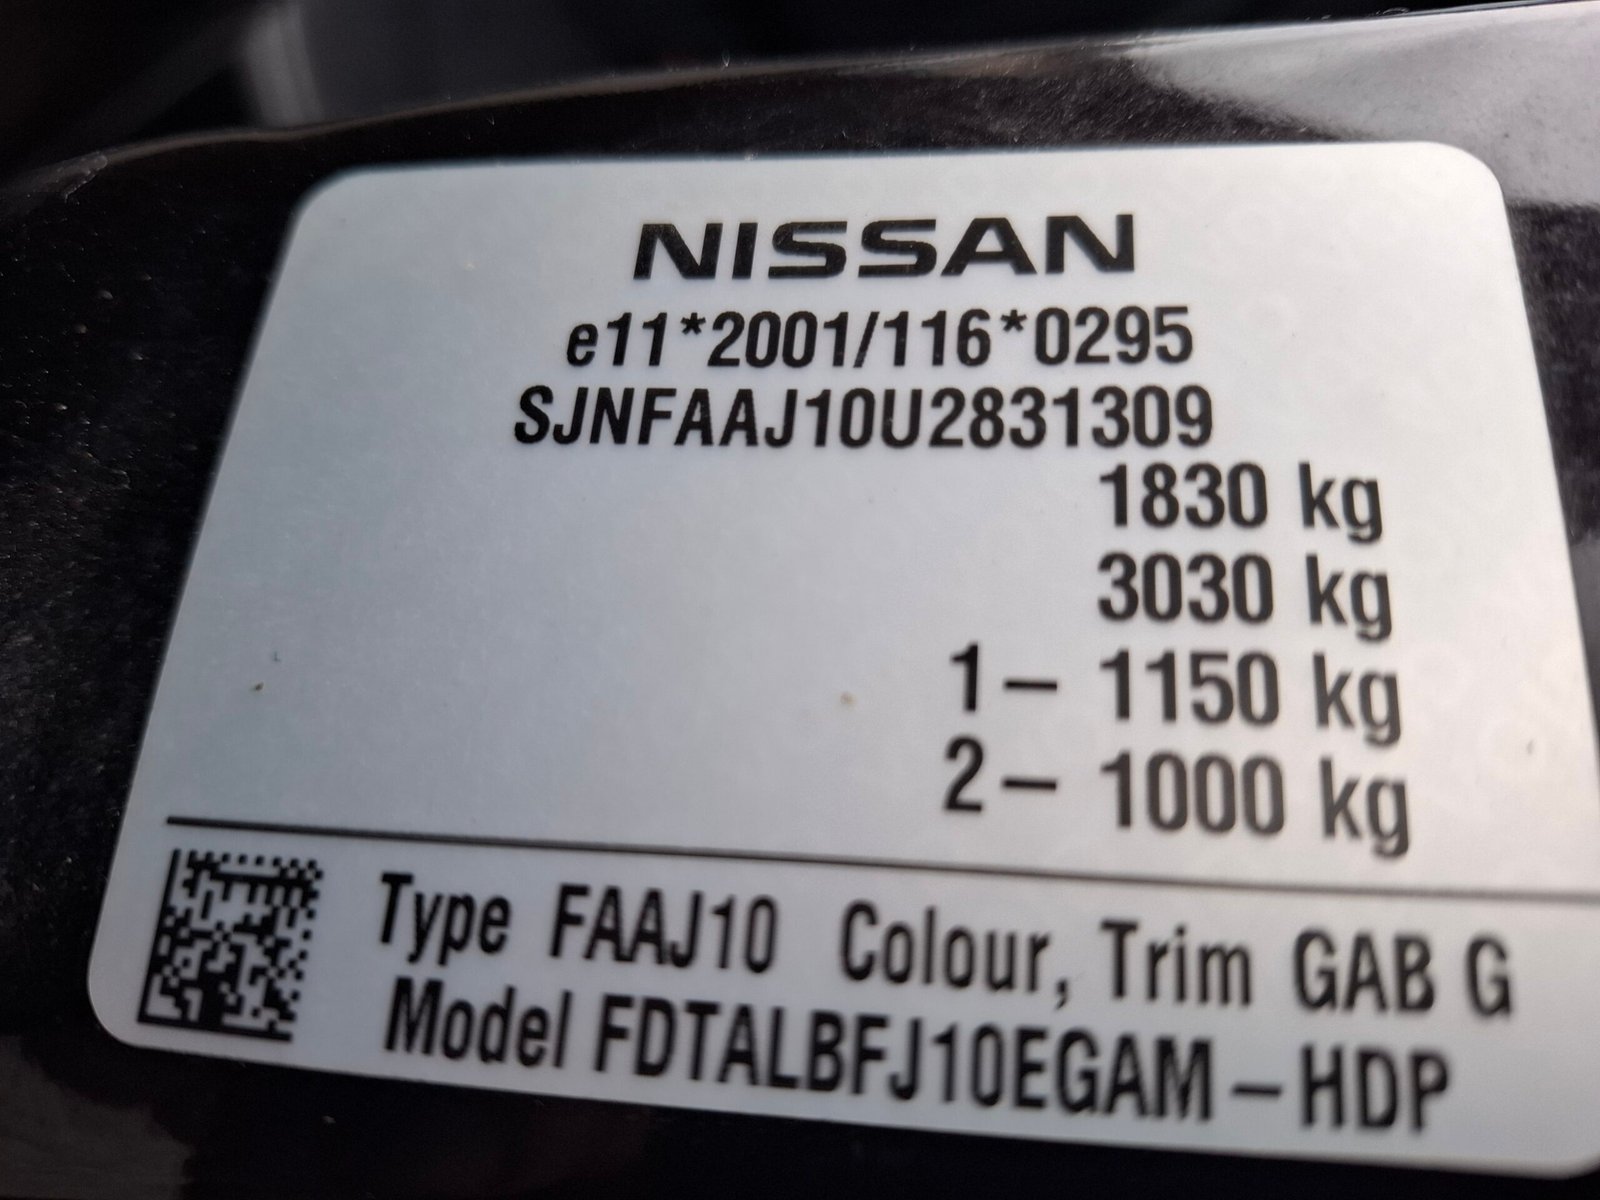 NISSAN
e11*2001/116*0295
SJNFAAJ10U2831309
1830 kg
3030 kg
1– 1150 kg
2– 1000 kg
Type FAAJ10 Colour, Trim GAB G
Model FDTALBFJ10EGAM – HDP